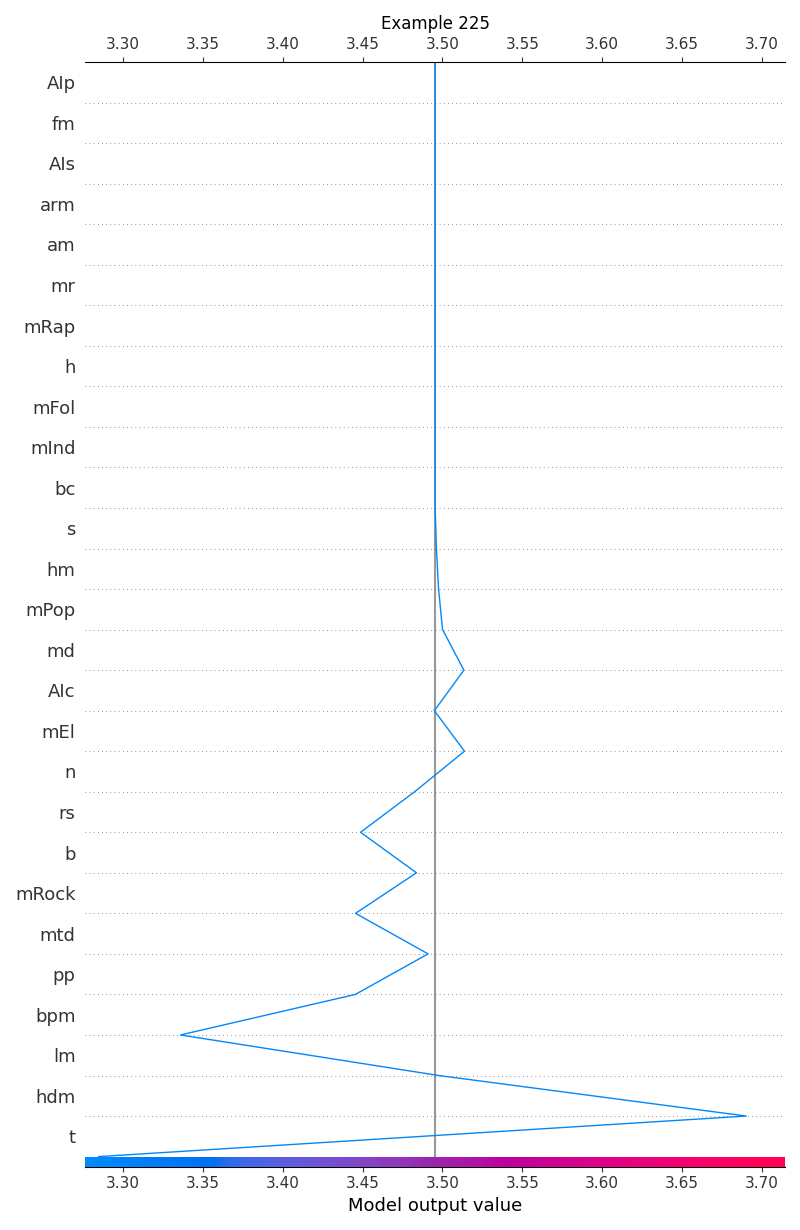 Example 225
3.30 3.35 3.40 3.45 3.50 3.55 3.60 3.65 3.70
AIp
fm
AIs
arm
am
mr
mRap
h
mFol
mInd
bc
s
hm
mPop
md
AIc
mEl
n
rs
b
mRock
mtd
pp
bpm
lm
hdm
t
3.30 3.35 3.40 3.45 3.50 3.55 3.60 3.65 3.70
Model output value